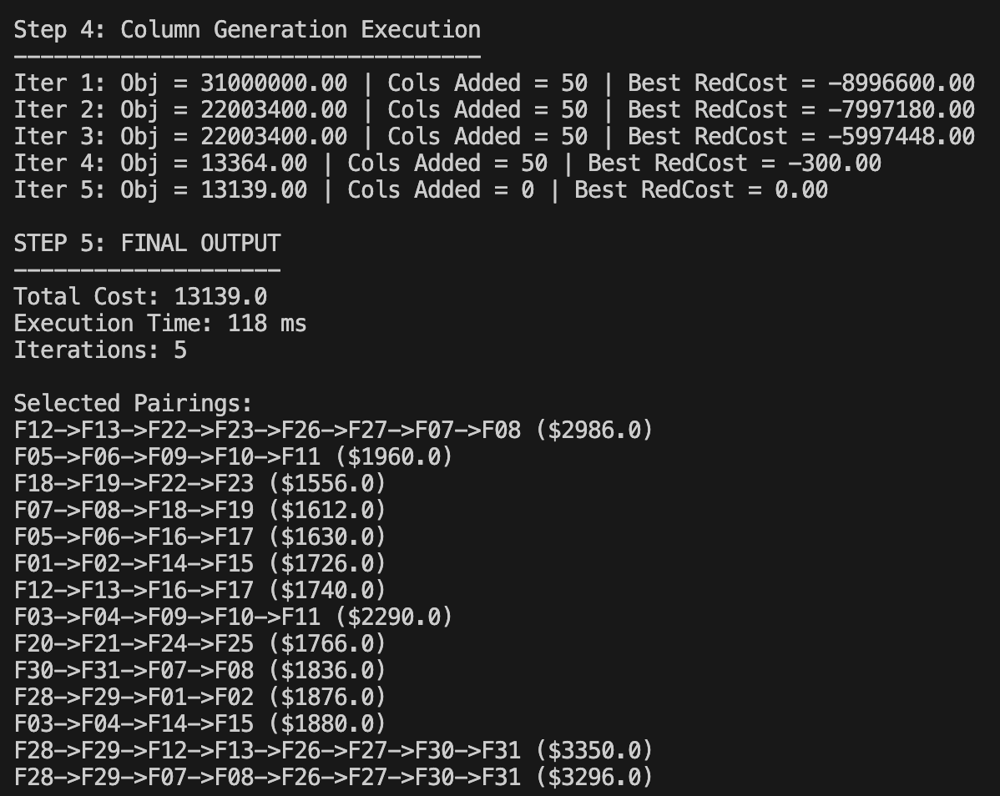 Step 4: Column Generation Execution
-----------------------------------
Iter 1: Obj = 31000000.00 | Cols Added = 50 | Best RedCost = -8996600.00
Iter 2: Obj = 22003400.00 | Cols Added = 50 | Best RedCost = -7997180.00
Iter 3: Obj = 22003400.00 | Cols Added = 50 | Best RedCost = -5997448.00
Iter 4: Obj = 13364.00 | Cols Added = 50 | Best RedCost = -300.00
Iter 5: Obj = 13139.00 | Cols Added = 0 | Best RedCost = 0.00
STEP 5: FINAL OUTPUT
--------------------
Total Cost: 13139.0
Execution Time: 118 ms
Iterations: 5
Selected Pairings:
F12->F13->F22->F23->F26->F27->F07->F08 ($2986.0)
F05->F06->F09->F10->F11 ($1960.0)
F18->F19->F22->F23 ($1556.0)
F07->F08->F18->F19 ($1612.0)
F05->F06->F16->F17 ($1630.0)
F01->F02->F14->F15 ($1726.0)
F12->F13->F16->F17 ($1740.0)
F03->F04->F09->F10->F11 ($2290.0)
F20->F21->F24->F25 ($1766.0)
F30->F31->F07->F08 ($1836.0)
F28->F29->F01->F02 ($1876.0)
F03->F04->F14->F15 ($1880.0)
F28->F29->F12->F13->F26->F27->F30->F31 ($3350.0)
F28->F29->F07->F08->F26->F27->F30->F31 ($3296.0)